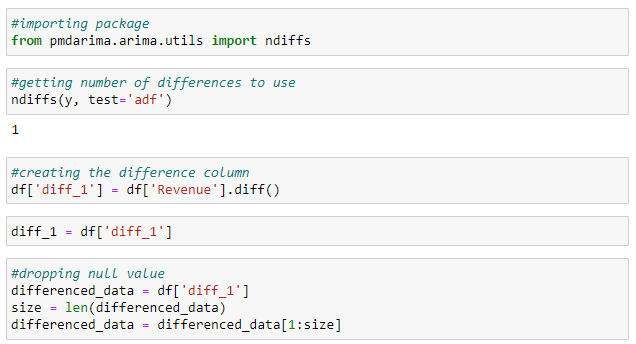 #importing package
from pmdarima.arima.utils import ndiffs
#getting number of differences to use
ndiffs(y, test='adf')
1
#creating the difference column
df['diff_1'] = df['Revenue'].diff()
diff_1 = df['diff_1']
#dropping null value
differenced_data = df['diff_1']
size = len(differenced_data)
differenced_data = differenced_data[1:size]